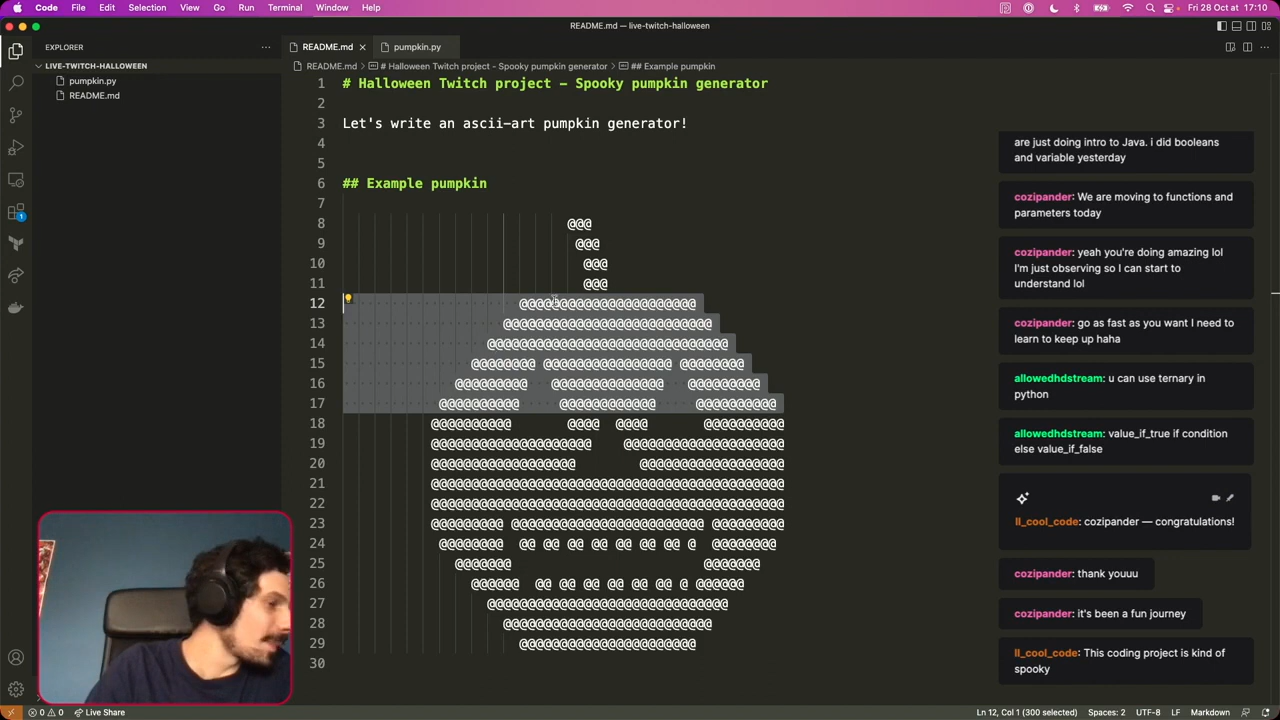 Code File Edit Selection View Go Run Terminal Window Help Fri 28 Oct at 17:10
README.md — live-twitch-halloween
EXPLORER
LIVE-TWITCH-HALLOWEEN
pumpkin.py
README.md
README.md pumpkin.py
README.md > # Halloween Twitch project - Spooky pumpkin generator > ## Example pumpkin
1 # Halloween Twitch project - Spooky pumpkin generator
2
3 Let's write an ascii-art pumpkin generator!
4
5
6 ## Example pumpkin
7
8 @@@
9 @@@
10 @@@
11 @@@
12 @@@@@@@@@@@@@@@@@@@@@@
13 @@@@@@@@@@@@@@@@@@@@@@@@@@
14 @@@@@@@@@@@@@@@@@@@@@@@@@@@@@@
15 @@@@@@@@ @@@@@@@@@@@@@@@@ @@@@@@@@
16 @@@@@@@@@   @@@@@@@@@@@@@@   @@@@@@@@@
17 @@@@@@@@@@     @@@@@@@@@@@@     @@@@@@@@@@
18 @@@@@@@@@@       @@@@  @@@@       @@@@@@@@@@
19 @@@@@@@@@@@@@@@@@@@@    @@@@@@@@@@@@@@@@@@@@
20 @@@@@@@@@@@@@@@@@@        @@@@@@@@@@@@@@@@@@
21 @@@@@@@@@@@@@@@@@@@@@@@@@@@@@@@@@@@@@@@@@@@@
22 @@@@@@@@@@@@@@@@@@@@@@@@@@@@@@@@@@@@@@@@@@@@
23 @@@@@@@@@ @@@@@@@@@@@@@@@@@@@@@@@@ @@@@@@@@@
24 @@@@@@@@  @@ @@ @@ @@ @@ @@ @@ @  @@@@@@@@
25 @@@@@@@                        @@@@@@@
26 @@@@@@  @@ @@ @@ @@ @@ @@ @ @@@@@@
27 @@@@@@@@@@@@@@@@@@@@@@@@@@@@@@
28 @@@@@@@@@@@@@@@@@@@@@@@@@@
29 @@@@@@@@@@@@@@@@@@@@@@
30
are just doing intro to Java. i did booleans
and variable yesterday
cozipander: We are moving to functions and
parameters today
cozipander: yeah you're doing amazing lol
I'm just observing so I can start to
understand lol
cozipander: go as fast as you want I need to
learn to keep up haha
allowedhdstream: u can use ternary in
python
allowedhdstream: value_if_true if condition
else value_if_false
ll_cool_code: cozipander — congratulations!
cozipander: thank youuu
cozipander: it's been a fun journey
ll_cool_code: This coding project is kind of
spooky
0 0 Live Share Ln 12, Col 1 (300 selected) Spaces: 2 UTF-8 LF Markdown